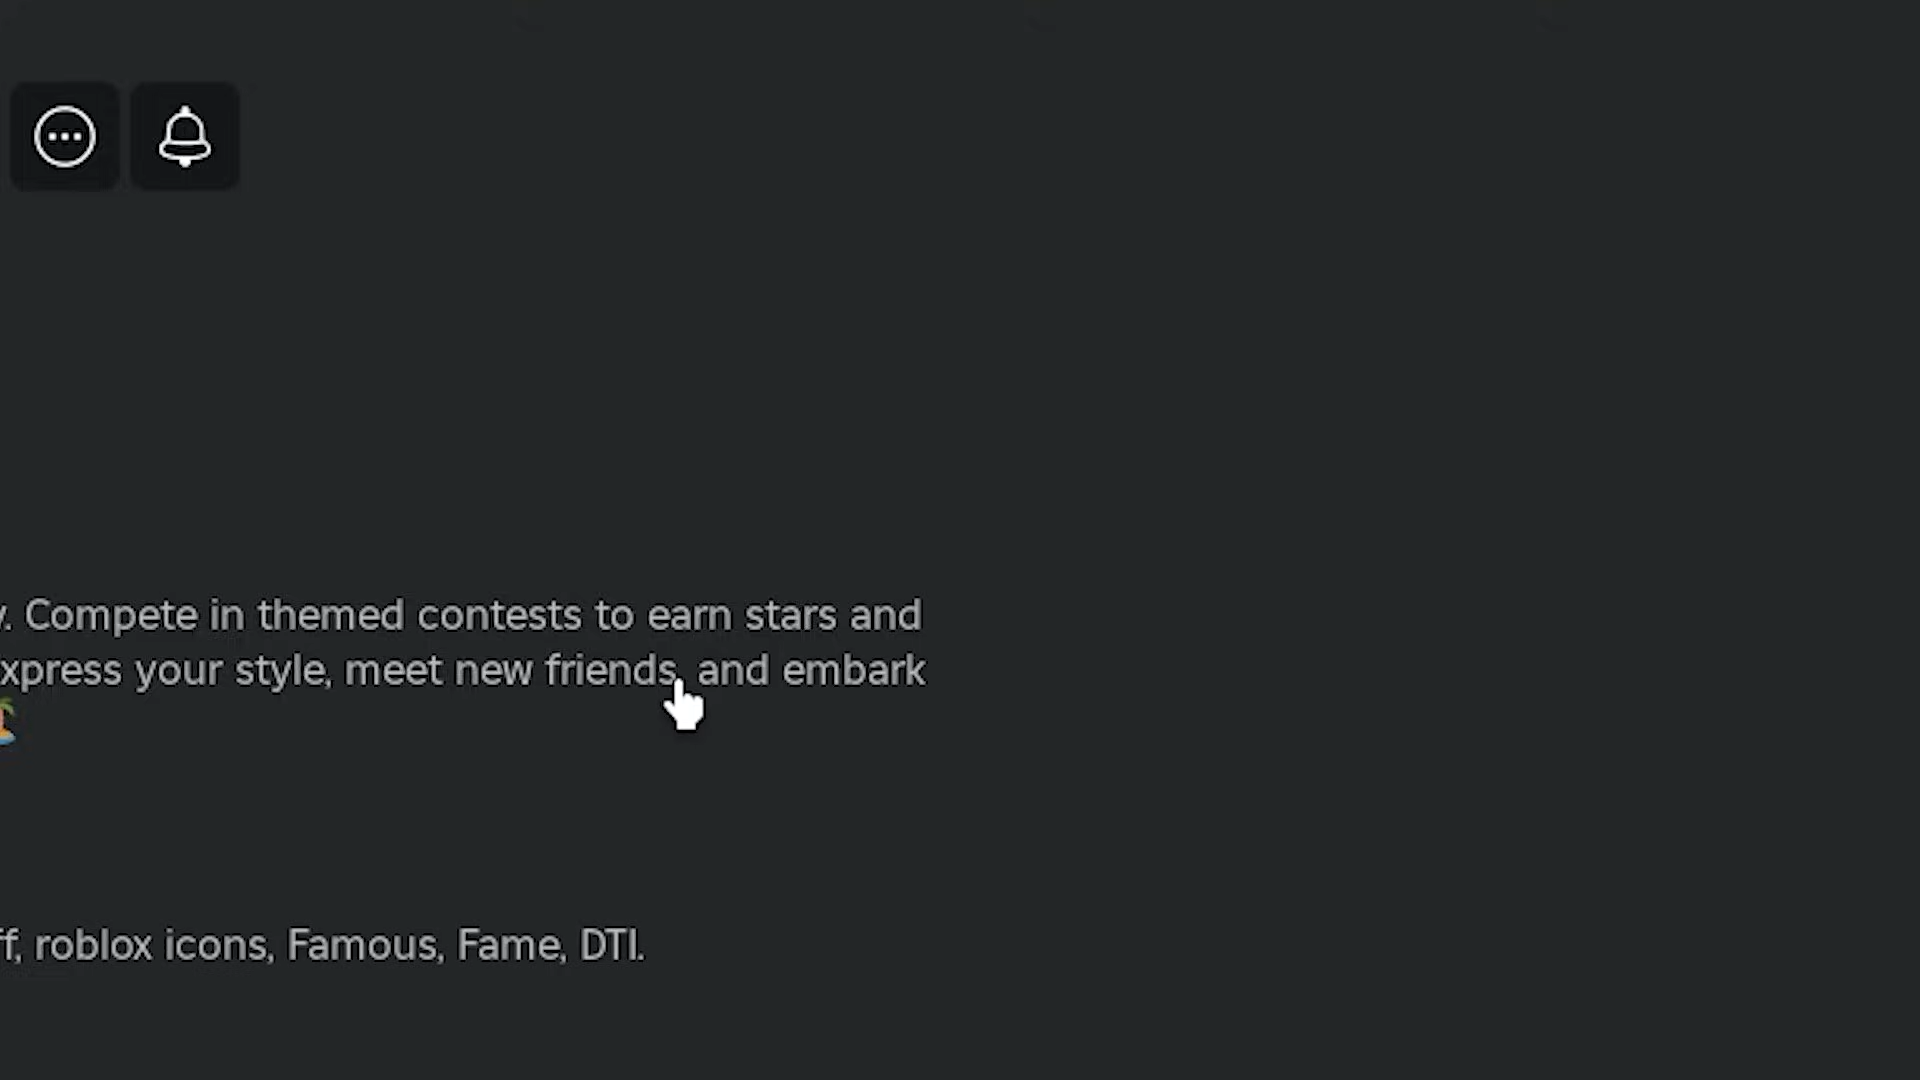 . Compete in themed contests to earn stars and
xpress your style, meet new friends, and embark
f, roblox icons, Famous, Fame, DTI.